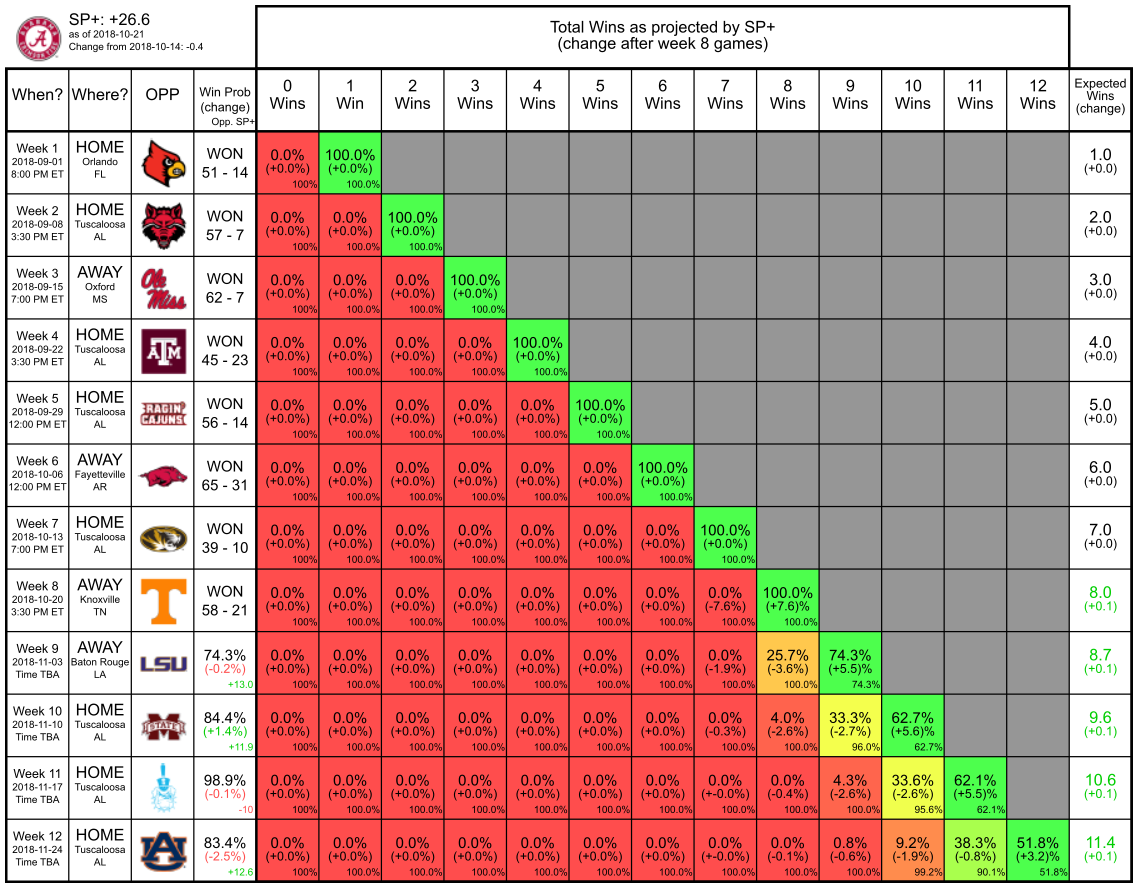 SP+: +26.6
as of 2018-10-21
Change from 2018-10-14: -0.4
Total Wins as projected by SP+
(change after week 8 games)
When? Where? OPP Win Prob (change) Opp. SP+ 0 Wins 1 Win 2 Wins 3 Wins 4 Wins 5 Wins 6 Wins 7 Wins 8 Wins 9 Wins 10 Wins 11 Wins 12 Wins Expected Wins (change)
Week 1 HOME WON 0.0% 100.0% 1.0
2018-09-01 Orlando 51 - 14 (+0.0%) (+0.0%) (+0.0)
8:00 PM ET FL 100% 100.0%
Week 2 HOME WON 0.0% 0.0% 100.0% 2.0
2018-09-08 Tuscaloosa 57 - 7 (+0.0%) (+0.0%) (+0.0%) (+0.0)
3:30 PM ET AL 100% 100.0% 100.0%
Week 3 AWAY Ole WON 0.0% 0.0% 0.0% 100.0% 3.0
2018-09-15 Oxford Miss 62 - 7 (+0.0%) (+0.0%) (+0.0%) (+0.0%) (+0.0)
7:00 PM ET MS 100% 100.0% 100.0% 100.0%
Week 4 HOME ATM WON 0.0% 0.0% 0.0% 0.0% 100.0% 4.0
2018-09-22 Tuscaloosa 45 - 23 (+0.0%) (+0.0%) (+0.0%) (+0.0%) (+0.0%) (+0.0)
3:30 PM ET AL 100% 100.0% 100.0% 100.0% 100.0%
Week 5 HOME RAGIN' WON 0.0% 0.0% 0.0% 0.0% 0.0% 100.0% 5.0
2018-09-29 Tuscaloosa CAJUNS 56 - 14 (+0.0%) (+0.0%) (+0.0%) (+0.0%) (+0.0%) (+0.0%) (+0.0)
12:00 PM ET AL 100% 100.0% 100.0% 100.0% 100.0% 100.0%
Week 6 AWAY WON 0.0% 0.0% 0.0% 0.0% 0.0% 0.0% 100.0% 6.0
2018-10-06 Fayetteville 65 - 31 (+0.0%) (+0.0%) (+0.0%) (+0.0%) (+0.0%) (+0.0%) (+0.0%) (+0.0)
12:00 PM ET AR 100% 100.0% 100.0% 100.0% 100.0% 100.0% 100.0%
Week 7 HOME WON 0.0% 0.0% 0.0% 0.0% 0.0% 0.0% 0.0% 100.0% 7.0
2018-10-13 Tuscaloosa 39 - 10 (+0.0%) (+0.0%) (+0.0%) (+0.0%) (+0.0%) (+0.0%) (+0.0%) (+0.0%) (+0.0)
7:00 PM ET AL 100% 100.0% 100.0% 100.0% 100.0% 100.0% 100.0% 100.0%
Week 8 AWAY T WON 0.0% 0.0% 0.0% 0.0% 0.0% 0.0% 0.0% 0.0% 100.0% 8.0
2018-10-20 Knoxville 58 - 21 (+0.0%) (+0.0%) (+0.0%) (+0.0%) (+0.0%) (+0.0%) (+0.0%) (-7.6%) (+7.6)% (+0.1)
3:30 PM ET TN 100% 100.0% 100.0% 100.0% 100.0% 100.0% 100.0% 100.0% 100.0%
Week 9 AWAY LSU 74.3% 0.0% 0.0% 0.0% 0.0% 0.0% 0.0% 0.0% 0.0% 25.7% 74.3% 8.7
2018-11-03 Baton Rouge (-0.2%) (+0.0%) (+0.0%) (+0.0%) (+0.0%) (+0.0%) (+0.0%) (+0.0%) (-1.9%) (-3.6%) (+5.5)% (+0.1)
Time TBA LA +13.0 100% 100.0% 100.0% 100.0% 100.0% 100.0% 100.0% 100.0% 100.0% 74.3%
Week 10 HOME STATE 84.4% 0.0% 0.0% 0.0% 0.0% 0.0% 0.0% 0.0% 0.0% 4.0% 33.3% 62.7% 9.6
2018-11-10 Tuscaloosa (+1.4%) (+0.0%) (+0.0%) (+0.0%) (+0.0%) (+0.0%) (+0.0%) (+0.0%) (-0.3%) (-2.6%) (-2.7%) (+5.6)% (+0.1)
Time TBA AL +11.9 100% 100.0% 100.0% 100.0% 100.0% 100.0% 100.0% 100.0% 100.0% 96.0% 62.7%
Week 11 HOME 98.9% 0.0% 0.0% 0.0% 0.0% 0.0% 0.0% 0.0% 0.0% 0.0% 4.3% 33.6% 62.1% 10.6
2018-11-17 Tuscaloosa (-0.1%) (+0.0%) (+0.0%) (+0.0%) (+0.0%) (+0.0%) (+0.0%) (+0.0%) (+-0.0%) (-0.4%) (-2.6%) (-2.6%) (+5.5)% (+0.1)
Time TBA AL -10 100% 100.0% 100.0% 100.0% 100.0% 100.0% 100.0% 100.0% 100.0% 100.0% 95.6% 62.1%
Week 12 HOME AU 83.4% 0.0% 0.0% 0.0% 0.0% 0.0% 0.0% 0.0% 0.0% 0.0% 0.8% 9.2% 38.3% 51.8% 11.4
2018-11-24 Tuscaloosa (-2.5%) (+0.0%) (+0.0%) (+0.0%) (+0.0%) (+0.0%) (+0.0%) (+0.0%) (+-0.0%) (-0.1%) (-0.6%) (-1.9%) (-0.8%) (+3.2)% (+0.1)
Time TBA AL +12.6 100% 100.0% 100.0% 100.0% 100.0% 100.0% 100.0% 100.0% 100.0% 100.0% 99.2% 90.1% 51.8%